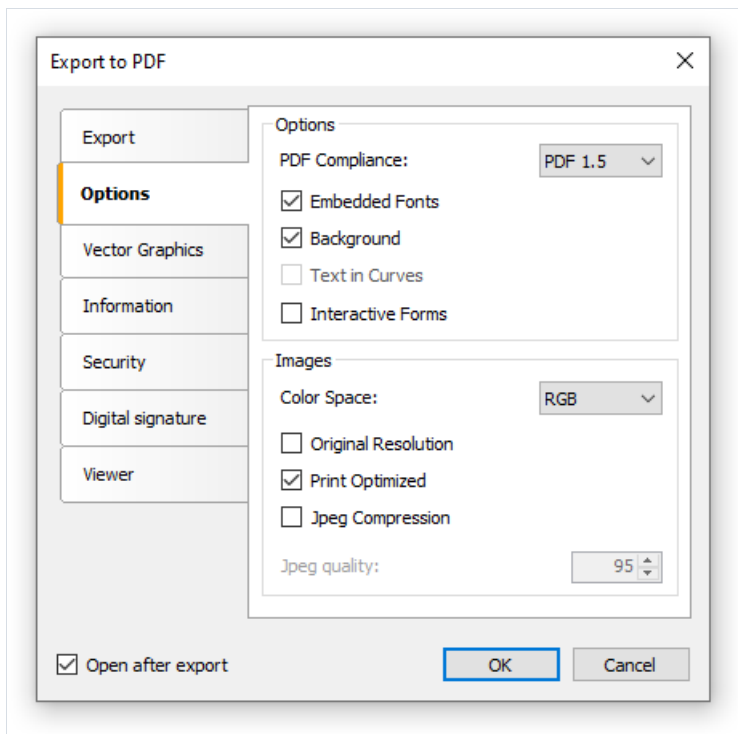 Export to PDF
Export
Options
Vector Graphics
Information
Security
Digital signature
Viewer
Options
PDF Compliance: PDF 1.5
Embedded Fonts
Background
Text in Curves
Interactive Forms
Images
Color Space: RGB
Original Resolution
Print Optimized
Jpeg Compression
Jpeg quality: 95
Open after export OK Cancel